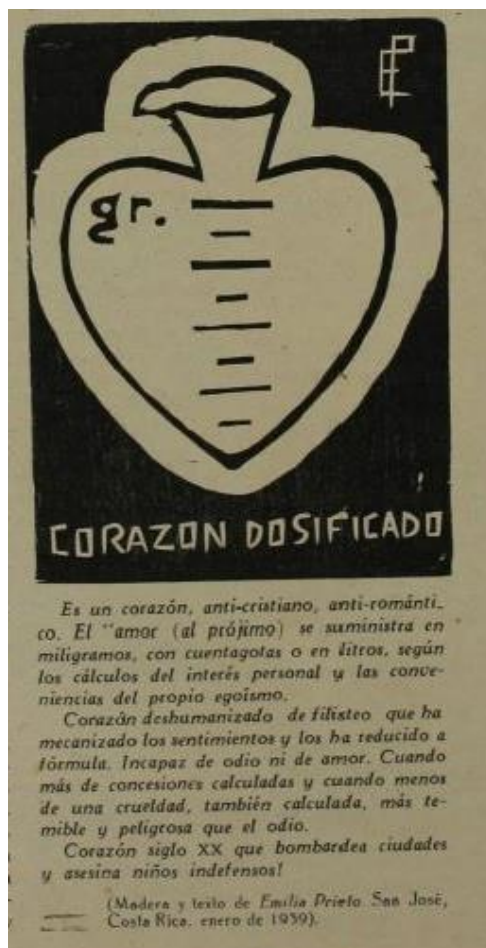 EP
gr.
CORAZON DOSIFICADO
Es un corazón, anti-cristiano, anti-románti-
co. El "amor (al prójimo) se suministra en
miligramos, con cuentagotas o en litros, según
los cálculos del interés personal y las conve-
niencias del propio egoísmo.
Corazón deshumanizado de filisteo que ha
mecanizado los sentimientos y los ha reducido a
fórmula. Incapaz de odio ni de amor. Cuando
más de concesiones calculadas y cuando menos
de una crueldad, también calculada, más te-
mible y peligrosa que el odio.
Corazón siglo XX que bombardea ciudades
y asesina niños indefensos!
(Madera y texto de Emilia Prieto. San José,
Costa Rica, enero de 1939).